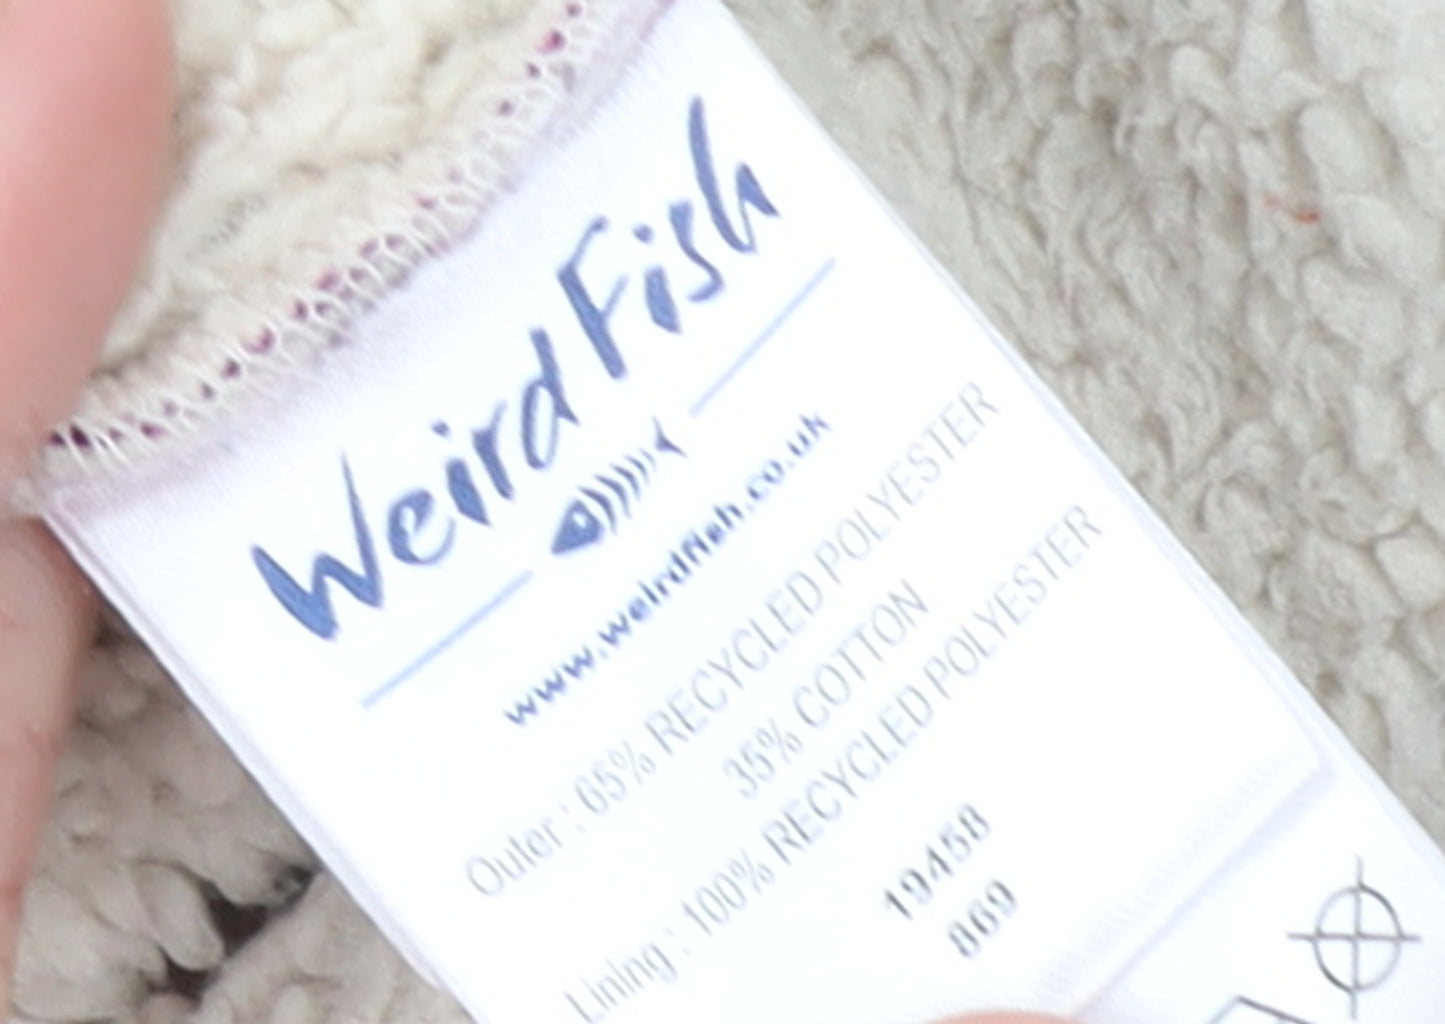 Weird Fish
www.weirdfish.co.uk
Outer : 65% RECYCLED POLYESTER
35% COTTON
Lining : 100% RECYCLED POLYESTER
19458
869